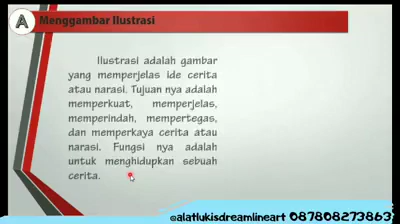 A Menggambar Ilustrasi
Ilustrasi adalah gambar
yang memperjelas ide cerita
atau narasi. Tujuan nya adalah
memperkuat, memperjelas,
memperindah, mempertegas,
dan memperkaya cerita atau
narasi. Fungsi nya adalah
untuk menghidupkan sebuah
cerita.
@alatlukisdreamlineart 087808273863